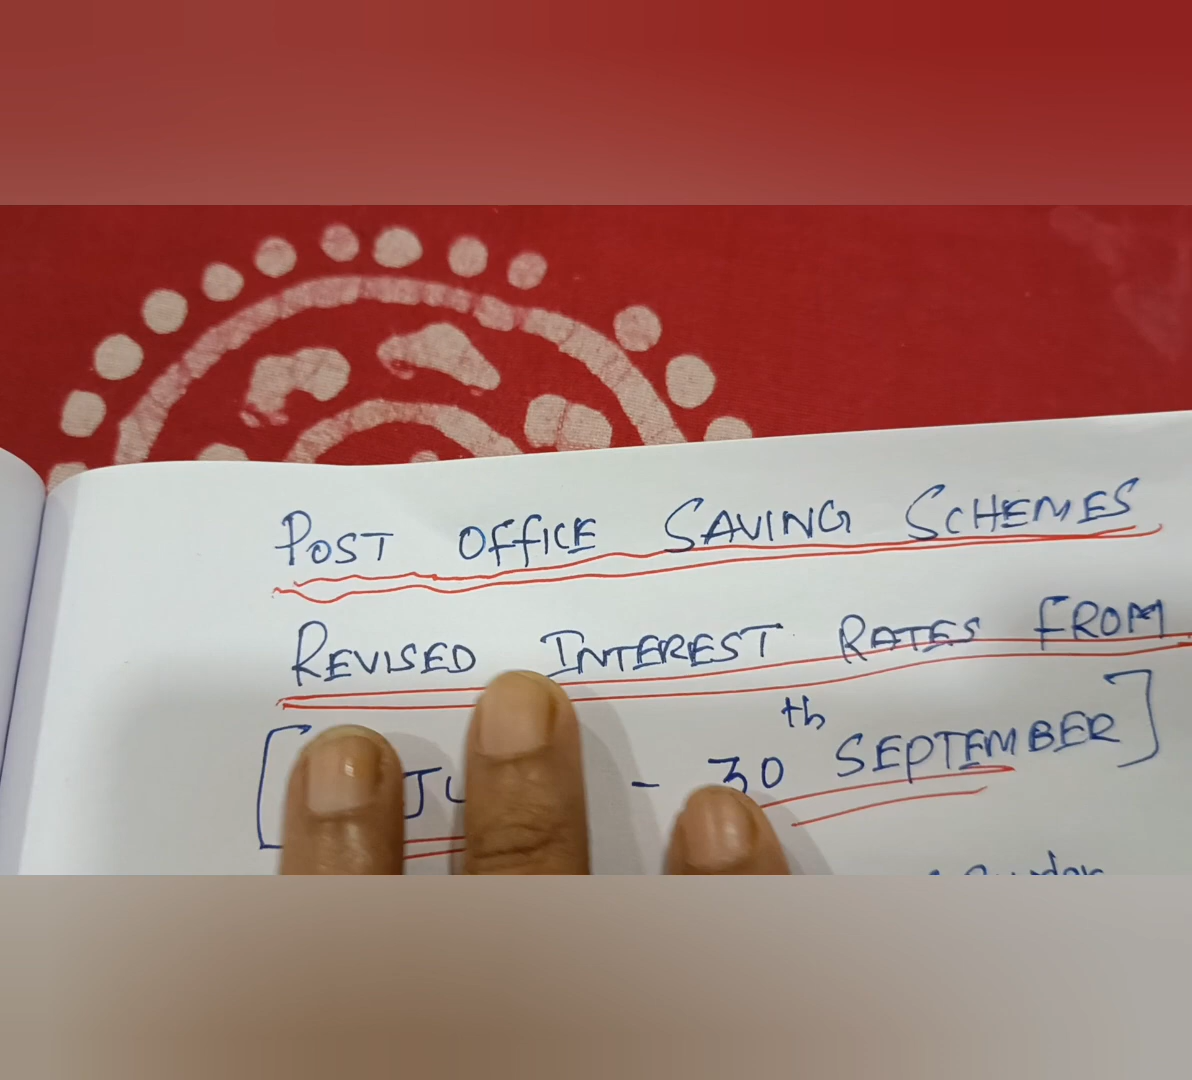 POST OFFICE SAVING SCHEMES
REVISED INTEREST RATES FROM
[ - 30th SEPTEMBER]